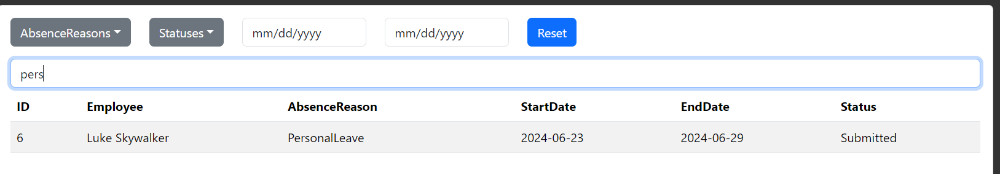 AbsenceReasons Statuses mm/dd/yyyy mm/dd/yyyy Reset
pers
ID Employee AbsenceReason StartDate EndDate Status
6 Luke Skywalker PersonalLeave 2024-06-23 2024-06-29 Submitted